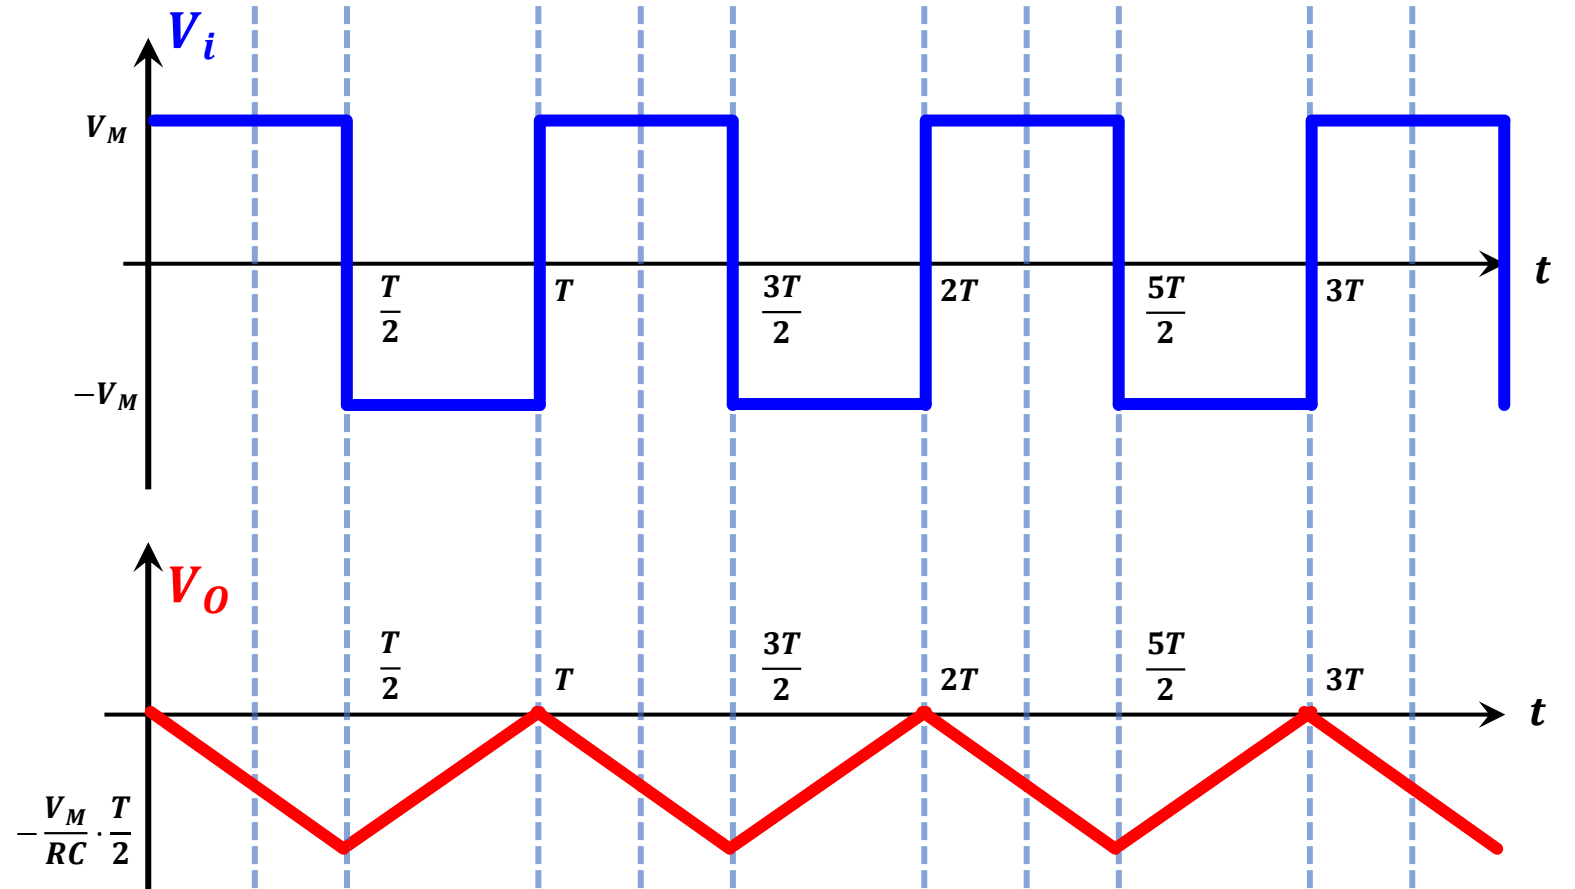 V_i
V_M
T/2 T 3T/2 2T 5T/2 3T t
−V_M
V_O
T/2 T 3T/2 2T 5T/2 3T t
−V_M/RC · T/2